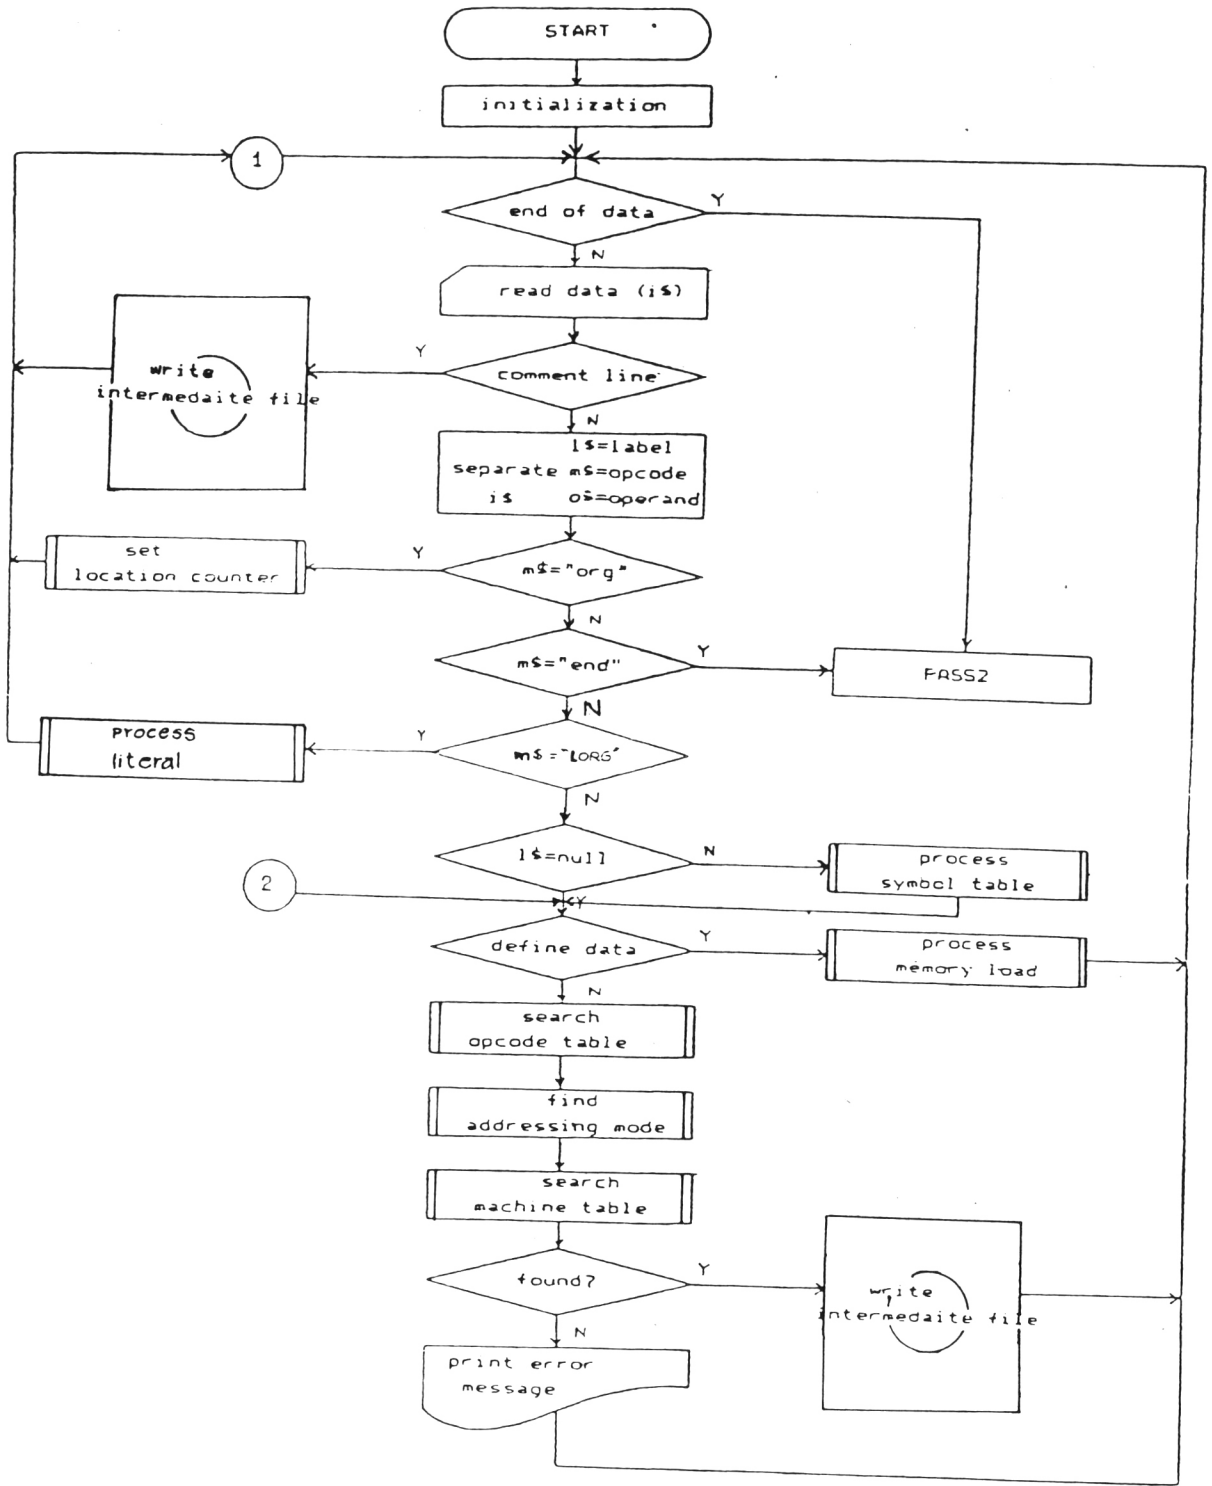 START
initialization
1
end of data
Y
N
read data (i$)
Y
comment line
write
intermedaite file
N
l$=label
separate m$=opcode
i$ o$=operand
set
location counter
Y
m$="org"
N
m$="end"
Y
PASS2
N
process
literal
Y
m$="LORG"
N
l$=null
N
process
symbol table
2
Y
define data
Y
process
memory load
N
search
opcode table
find
addressing mode
search
machine table
found?
Y
write
intermedaite file
N
print error
message